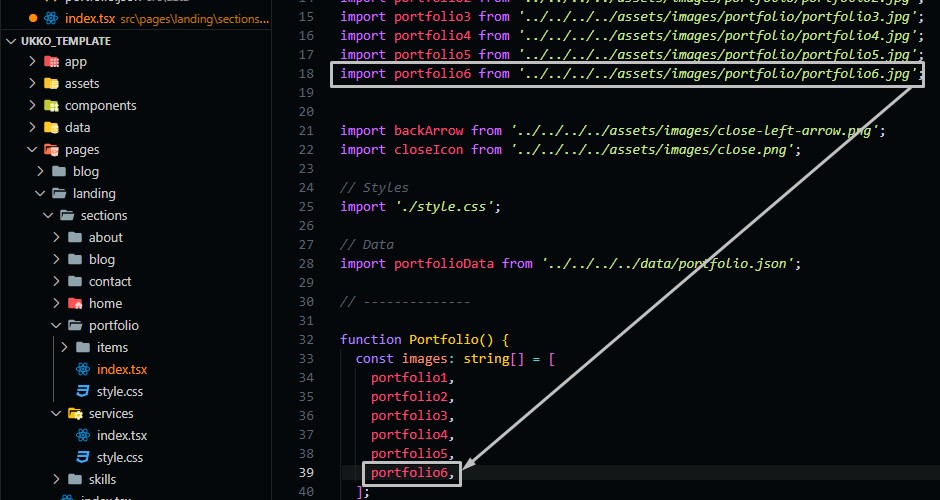 index.tsx src\pages\landing\sections...
UKKO_TEMPLATE
app
assets
components
data
pages
blog
landing
sections
about
blog
contact
home
portfolio
items
index.tsx
style.css
services
index.tsx
style.css
skills
15 import portfolio3 from '../../../../assets/images/portfolio/portfolio3.jpg';
16 import portfolio4 from '../../../../assets/images/portfolio/portfolio4.jpg';
17 import portfolio5 from '../../../../assets/images/portfolio/portfolio5.jpg';
18 import portfolio6 from '../../../../assets/images/portfolio/portfolio6.jpg';
19
20
21 import backArrow from '../../../../assets/images/close-left-arrow.png';
22 import closeIcon from '../../../../assets/images/close.png';
23
24 // Styles
25 import './style.css';
26
27 // Data
28 import portfolioData from '../../../../data/portfolio.json';
29
30 // --------------
31
32 function Portfolio() {
33 const images: string[] = [
34 portfolio1,
35 portfolio2,
36 portfolio3,
37 portfolio4,
38 portfolio5,
39 portfolio6,
40 ];